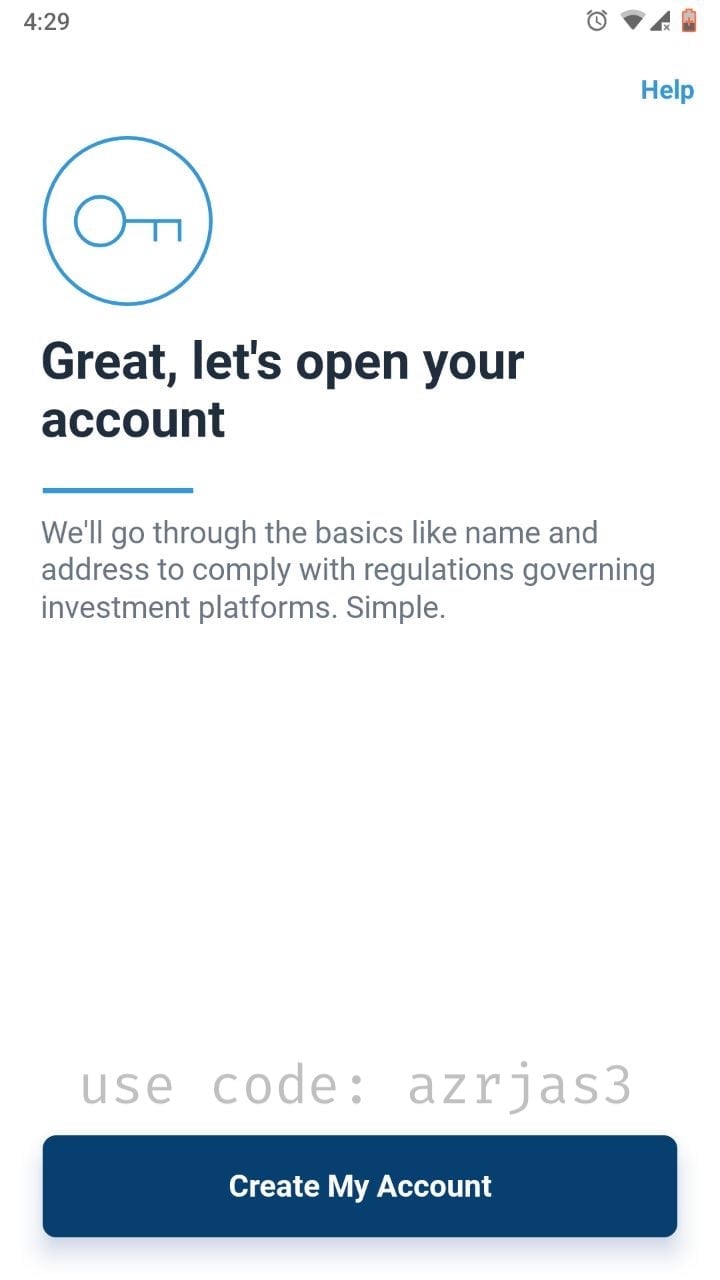 4:29
Help
Great, let's open your
account
We'll go through the basics like name and
address to comply with regulations governing
investment platforms. Simple.
use code: azrjas3
Create My Account